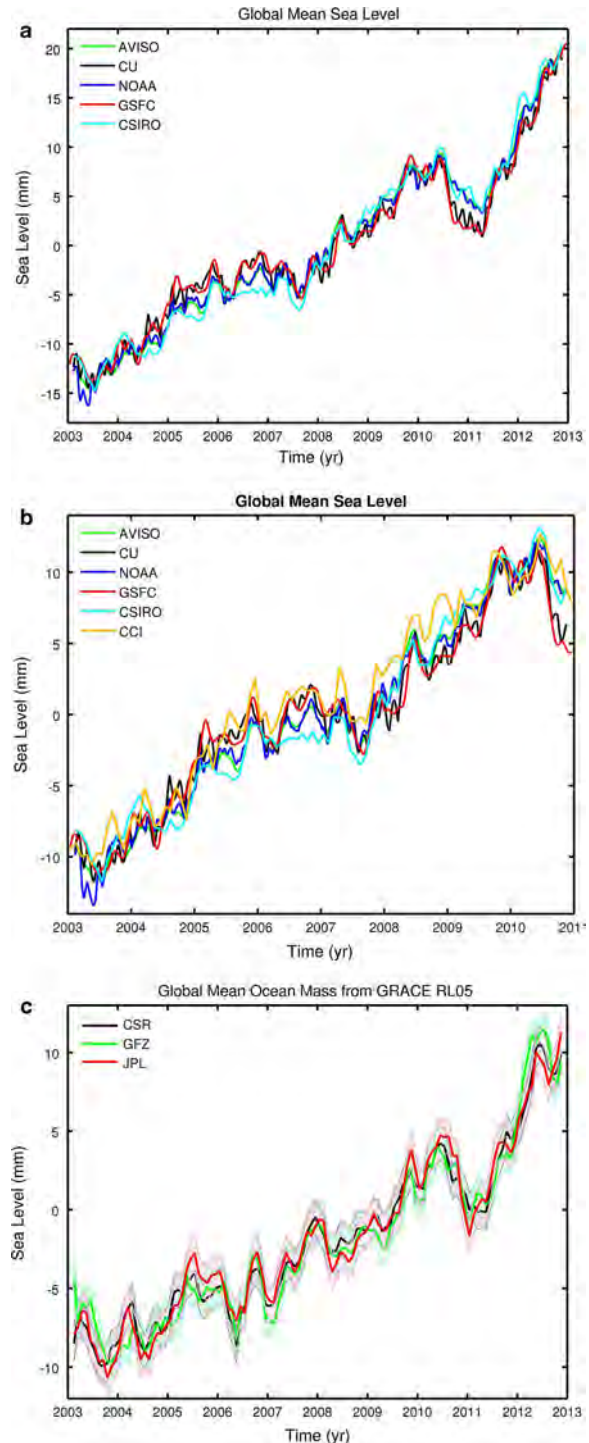 a
Global Mean Sea Level
AVISO
CU
NOAA
GSFC
CSIRO
20
15
10
5
0
-5
-10
-15
Sea Level (mm)
2003 2004 2005 2006 2007 2008 2009 2010 2011 2012 2013
Time (yr)
b
Global Mean Sea Level
AVISO
CU
NOAA
GSFC
CSIRO
CCI
10
5
0
-5
-10
Sea Level (mm)
2003 2004 2005 2006 2007 2008 2009 2010 2011
Time (yr)
c
Global Mean Ocean Mass from GRACE RL05
CSR
GFZ
JPL
10
5
0
-5
-10
Sea Level (mm)
2003 2004 2005 2006 2007 2008 2009 2010 2011 2012 2013
Time (yr)